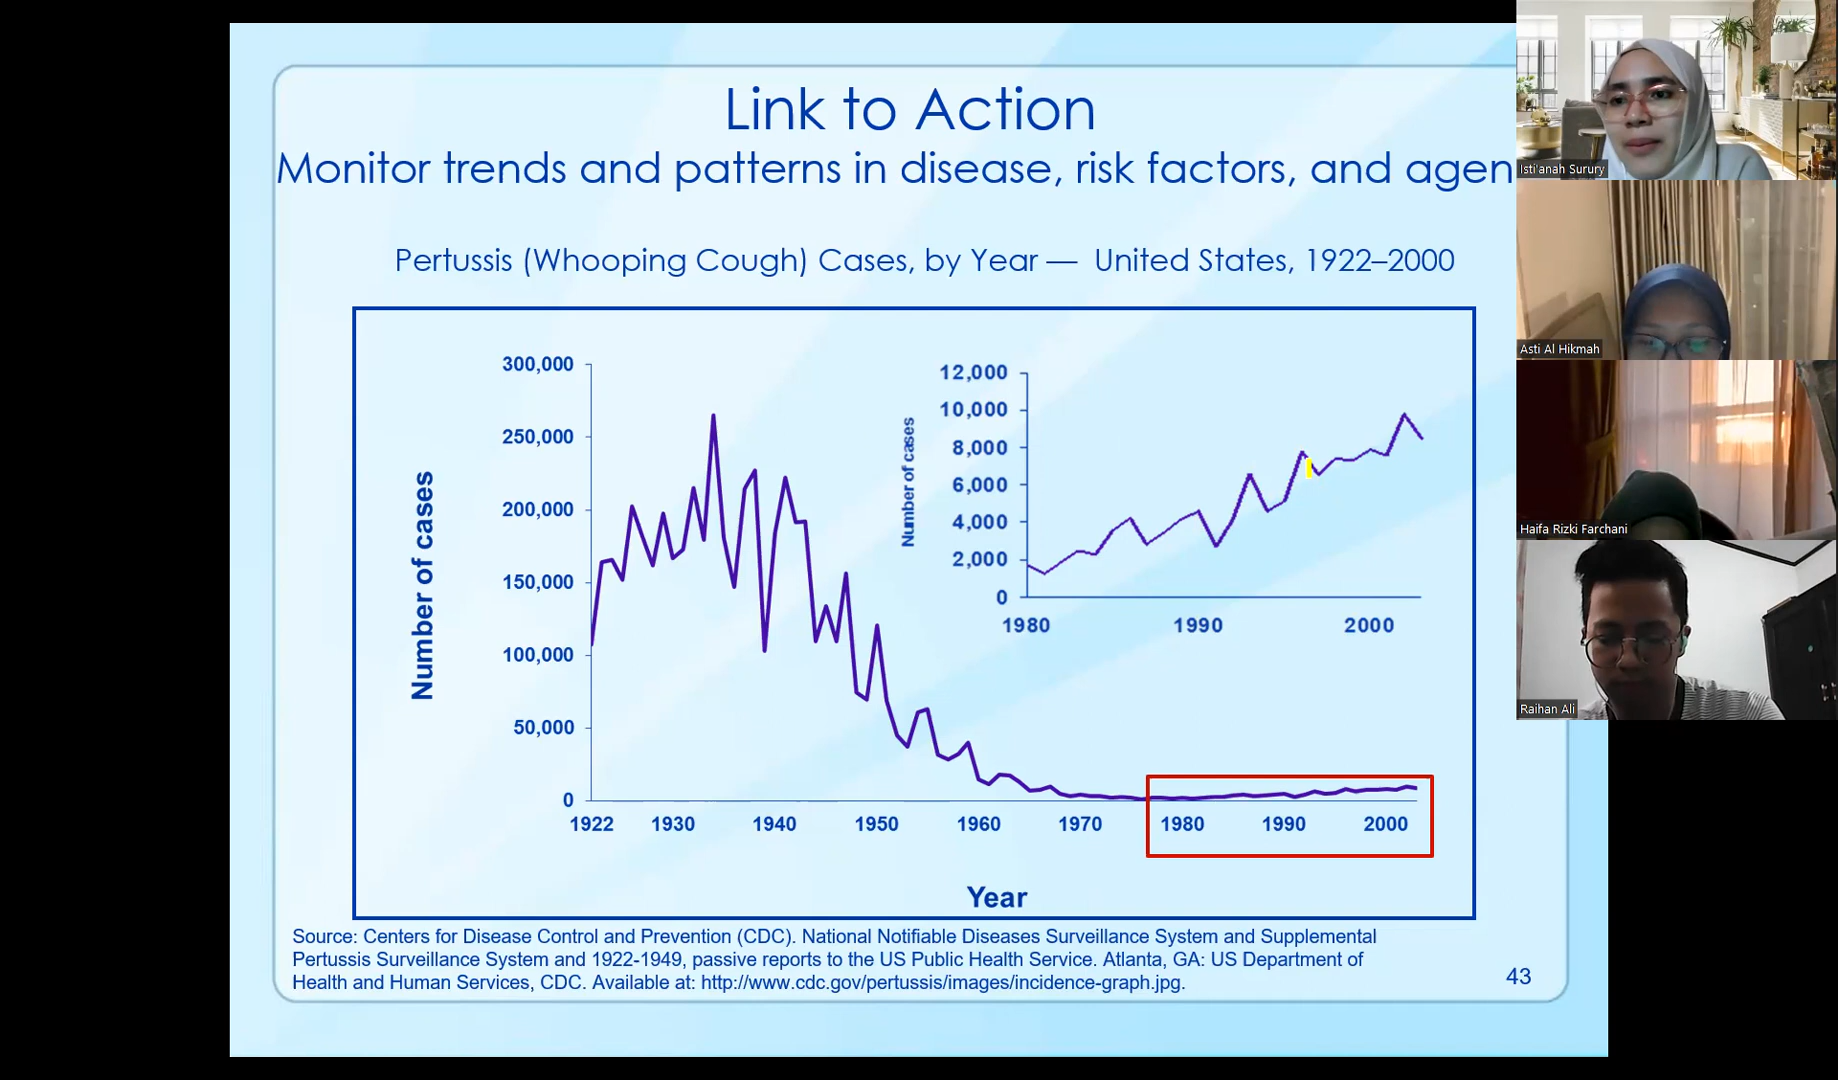 Link to Action
Monitor trends and patterns in disease, risk factors, and agen
Pertussis (Whooping Cough) Cases, by Year — United States, 1922–2000
300,000
250,000
200,000
150,000
100,000
50,000
0
Number of cases
1922 1930 1940 1950 1960 1970 1980 1990 2000
Year
12,000
10,000
8,000
6,000
4,000
2,000
0
Number of cases
1980 1990 2000
Source: Centers for Disease Control and Prevention (CDC). National Notifiable Diseases Surveillance System and Supplemental
Pertussis Surveillance System and 1922-1949, passive reports to the US Public Health Service. Atlanta, GA: US Department of
Health and Human Services, CDC. Available at: http://www.cdc.gov/pertussis/images/incidence-graph.jpg.
43
Isti'anah Surury
Asti Al Hikmah
Haifa Rizki Farchani
Raihan Ali